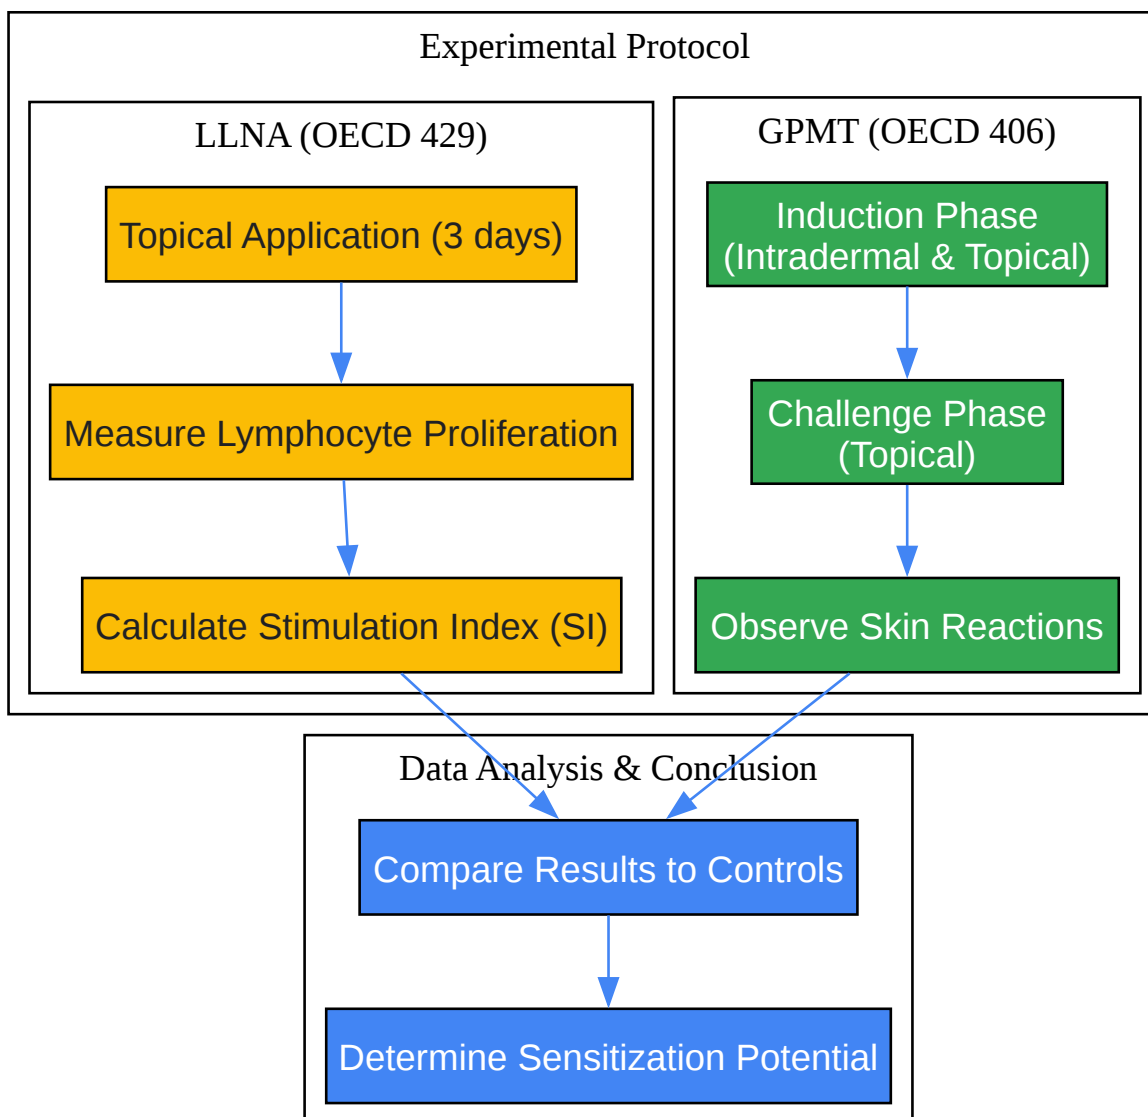 Experimental Protocol
LLNA (OECD 429)
Topical Application (3 days)
Measure Lymphocyte Proliferation
Calculate Stimulation Index (SI)
GPMT (OECD 406)
Induction Phase
(Intradermal & Topical)
Challenge Phase
(Topical)
Observe Skin Reactions
Data Analysis & Conclusion
Compare Results to Controls
Determine Sensitization Potential